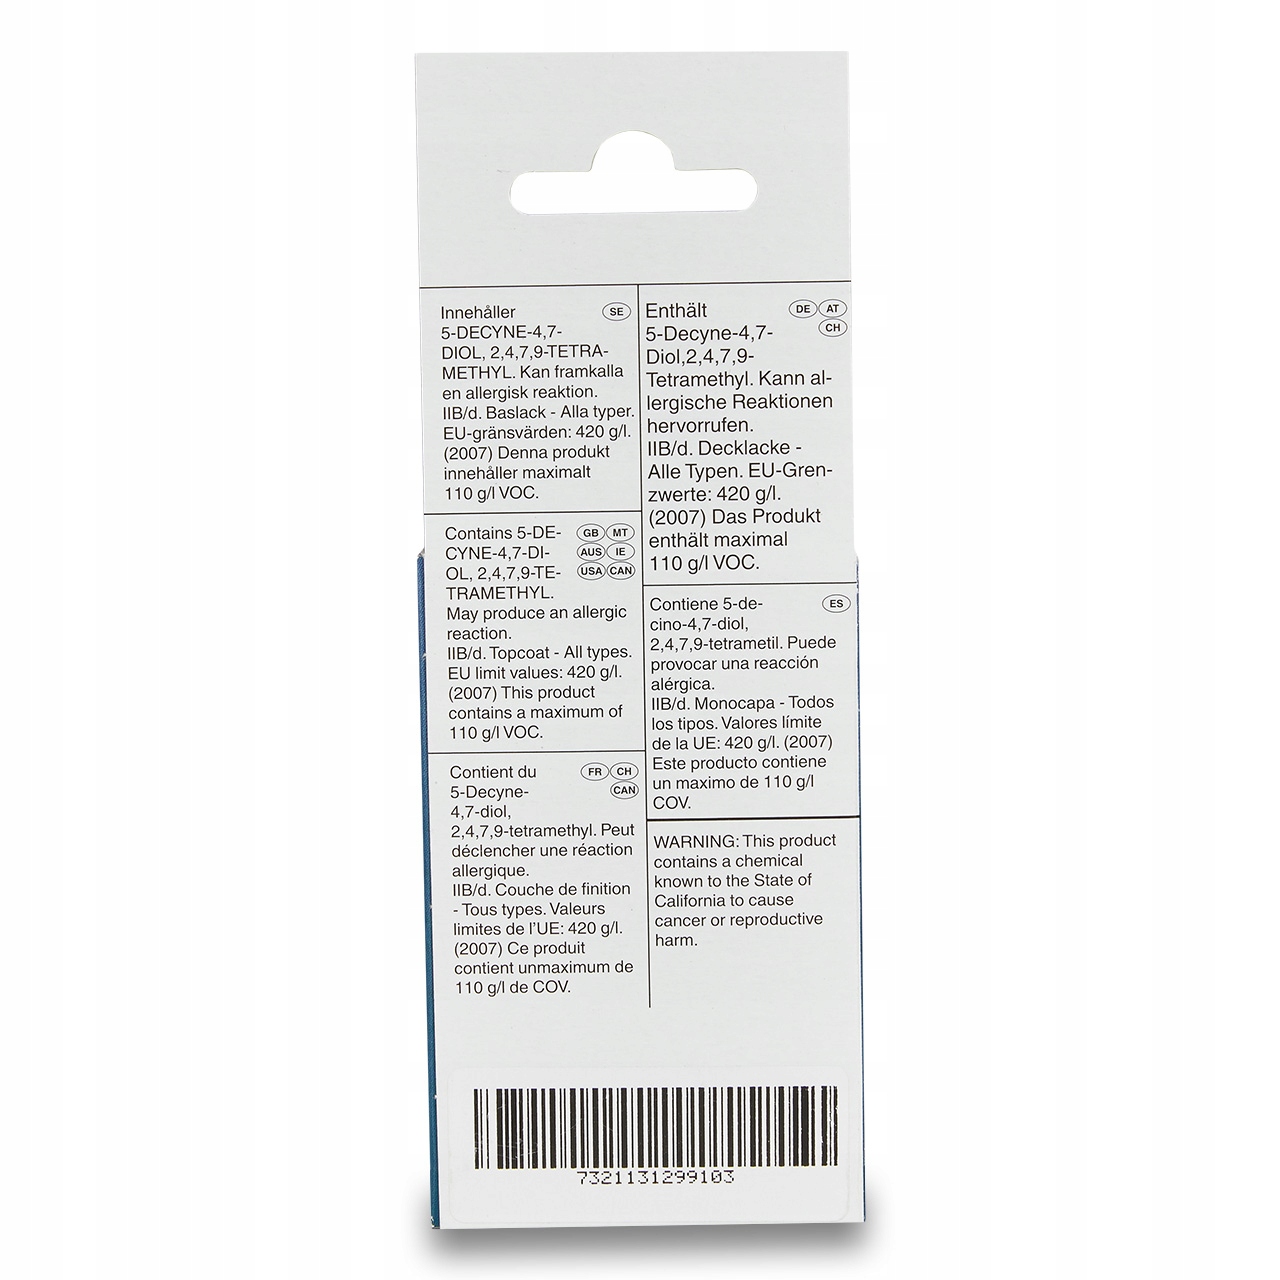 Innehåller SE
5-DECYNE-4,7-
DIOL, 2,4,7,9-TETRA-
METHYL. Kan framkalla
en allergisk reaktion.
IIB/d. Baslack - Alla typer.
EU-gränsvärden: 420 g/l.
(2007) Denna produkt
innehåller maximalt
110 g/l VOC.
Contains 5-DE- GB MT
CYNE-4,7-DI- AUS IE
OL, 2,4,7,9-TE- USA CAN
TRAMETHYL.
May produce an allergic
reaction.
IIB/d. Topcoat - All types.
EU limit values: 420 g/l.
(2007) This product
contains a maximum of
110 g/l VOC.
Contient du FR CH
5-Decyne- CAN
4,7-diol,
2,4,7,9-tetramethyl. Peut
déclencher une réaction
allergique.
IIB/d. Couche de finition
- Tous types. Valeurs
limites de l'UE: 420 g/l.
(2007) Ce produit
contient unmaximum de
110 g/l de COV.
Enthält DE AT
5-Decyne-4,7- CH
Diol,2,4,7,9-
Tetramethyl. Kann al-
lergische Reaktionen
hervorrufen.
IIB/d. Decklacke -
Alle Typen. EU-Gren-
zwerte: 420 g/l.
(2007) Das Produkt
enthält maximal
110 g/l VOC.
Contiene 5-de- ES
cino-4,7-diol,
2,4,7,9-tetrametil. Puede
provocar una reacción
alérgica.
IIB/d. Monocapa - Todos
los tipos. Valores límite
de la UE: 420 g/l. (2007)
Este producto contiene
un maximo de 110 g/l
COV.
WARNING: This product
contains a chemical
known to the State of
California to cause
cancer or reproductive
harm.
7321131299103